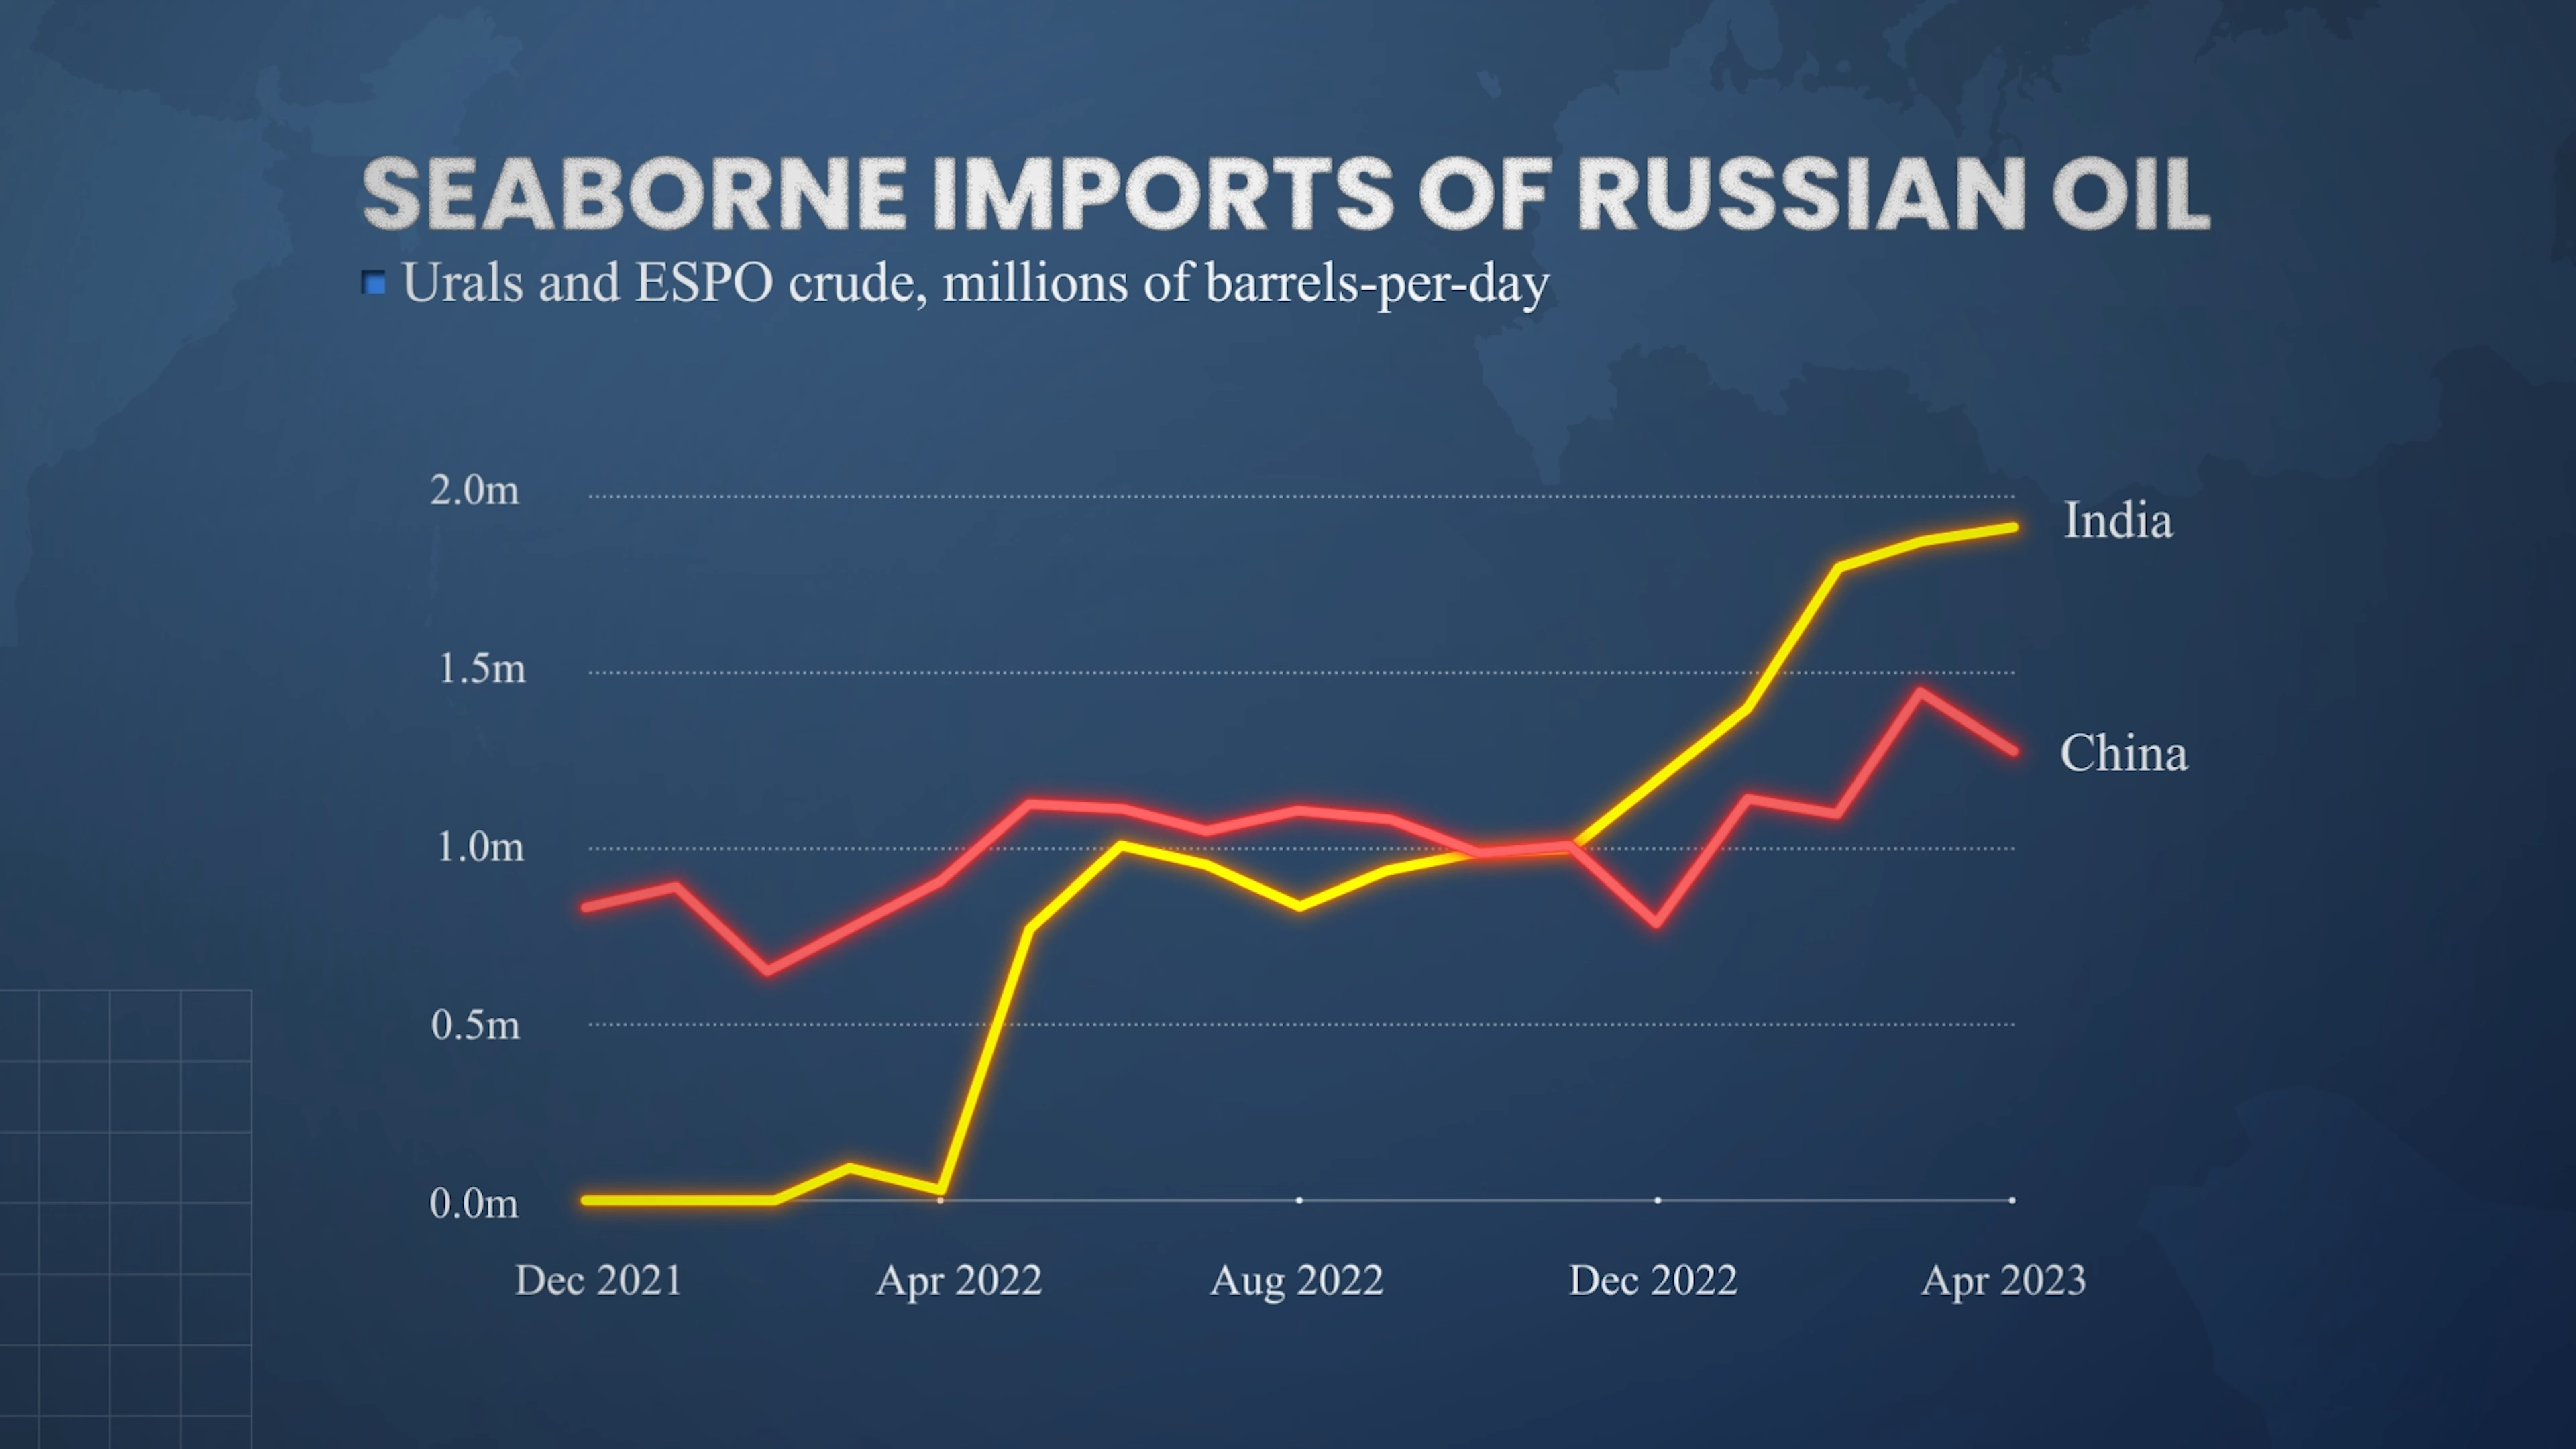 SEABORNE IMPORTS OF RUSSIAN OIL
Urals and ESPO crude, millions of barrels-per-day
2.0m
India
1.5m
China
1.0m
0.5m
0.0m
Dec 2021 Apr 2022 Aug 2022 Dec 2022 Apr 2023